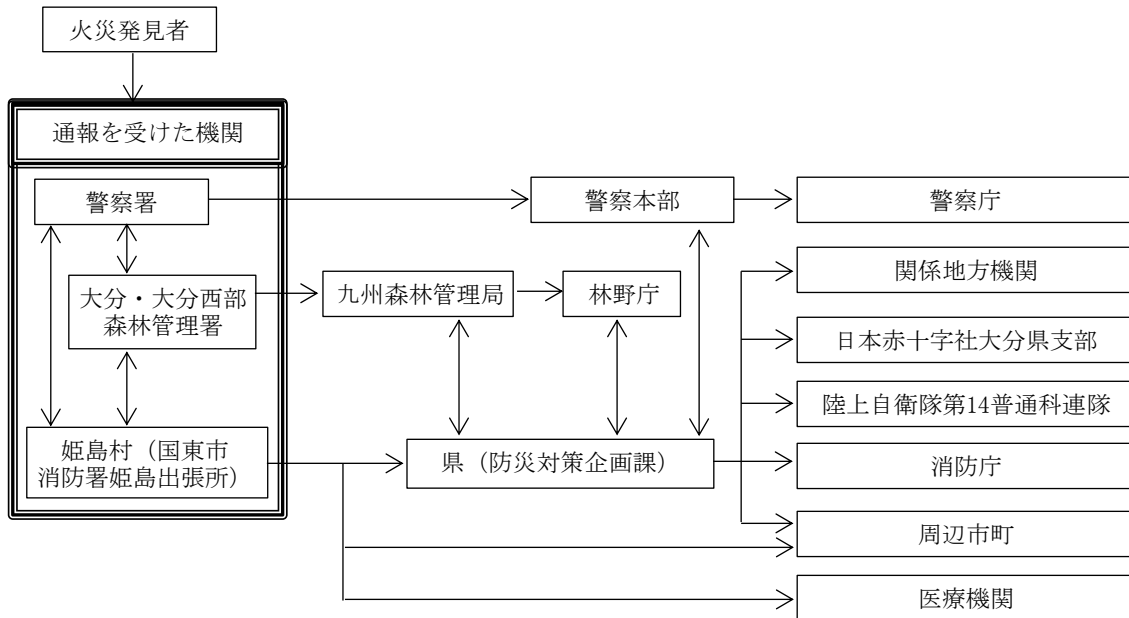 火災発見者
通報を受けた機関
警察署
警察本部
警察庁
関係地方機関
大分・大分西部
森林管理署
九州森林管理局
林野庁
日本赤十字社大分県支部
陸上自衛隊第14普通科連隊
姫島村（国東市
消防署姫島出張所）
県（防災対策企画課）
消防庁
周辺市町
医療機関